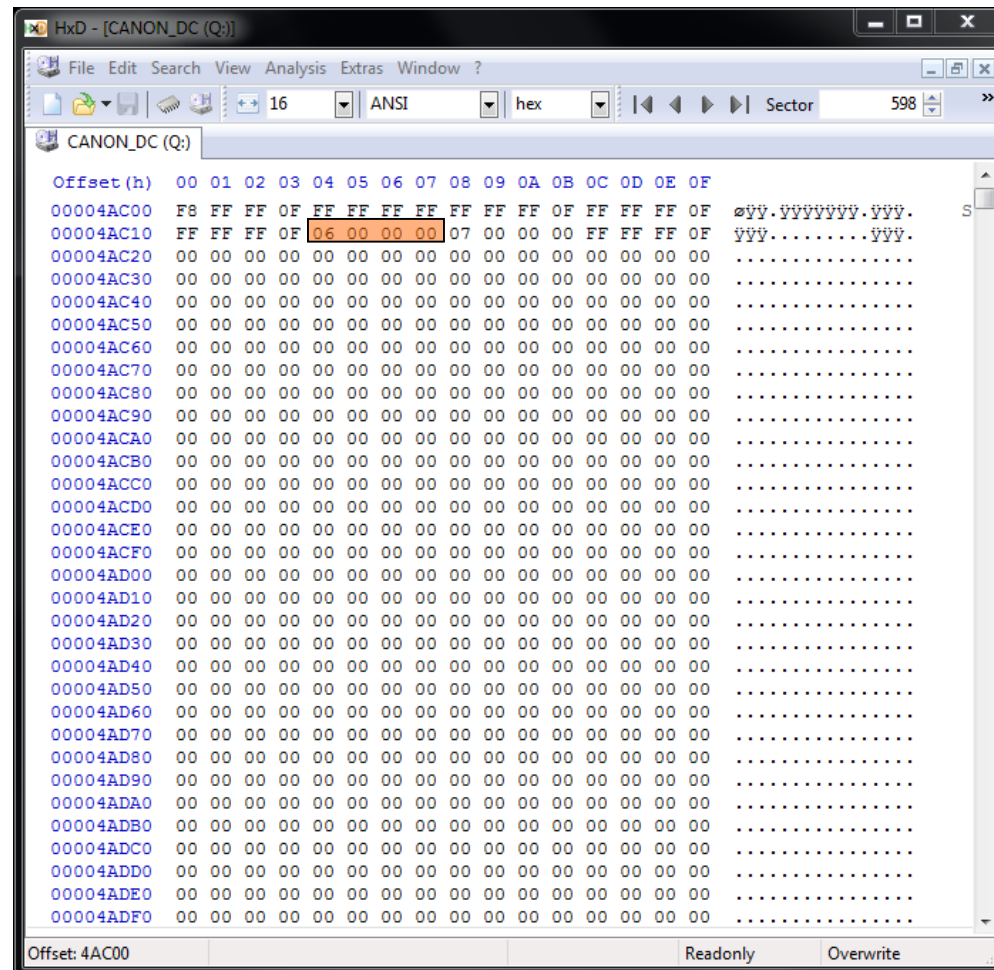 HxD - [CANON_DC (Q:)]
File Edit Search View Analysis Extras Window ?
16 ANSI hex Sector 598 »
CANON_DC (Q:)
Offset(h) 00 01 02 03 04 05 06 07 08 09 0A 0B 0C 0D 0E 0F
00004AC00 F8 FF FF 0F FF FF FF FF FF FF FF 0F FF FF FF 0F øÿÿ.ÿÿÿÿÿÿÿ.ÿÿÿ. S
00004AC10 FF FF FF 0F 06 00 00 00 07 00 00 00 FF FF FF 0F ÿÿÿ.........ÿÿÿ.
00004AC20 00 00 00 00 00 00 00 00 00 00 00 00 00 00 00 00 ................
00004AC30 00 00 00 00 00 00 00 00 00 00 00 00 00 00 00 00 ................
00004AC40 00 00 00 00 00 00 00 00 00 00 00 00 00 00 00 00 ................
00004AC50 00 00 00 00 00 00 00 00 00 00 00 00 00 00 00 00 ................
00004AC60 00 00 00 00 00 00 00 00 00 00 00 00 00 00 00 00 ................
00004AC70 00 00 00 00 00 00 00 00 00 00 00 00 00 00 00 00 ................
00004AC80 00 00 00 00 00 00 00 00 00 00 00 00 00 00 00 00 ................
00004AC90 00 00 00 00 00 00 00 00 00 00 00 00 00 00 00 00 ................
00004ACA0 00 00 00 00 00 00 00 00 00 00 00 00 00 00 00 00 ................
00004ACB0 00 00 00 00 00 00 00 00 00 00 00 00 00 00 00 00 ................
00004ACC0 00 00 00 00 00 00 00 00 00 00 00 00 00 00 00 00 ................
00004ACD0 00 00 00 00 00 00 00 00 00 00 00 00 00 00 00 00 ................
00004ACE0 00 00 00 00 00 00 00 00 00 00 00 00 00 00 00 00 ................
00004ACF0 00 00 00 00 00 00 00 00 00 00 00 00 00 00 00 00 ................
00004AD00 00 00 00 00 00 00 00 00 00 00 00 00 00 00 00 00 ................
00004AD10 00 00 00 00 00 00 00 00 00 00 00 00 00 00 00 00 ................
00004AD20 00 00 00 00 00 00 00 00 00 00 00 00 00 00 00 00 ................
00004AD30 00 00 00 00 00 00 00 00 00 00 00 00 00 00 00 00 ................
00004AD40 00 00 00 00 00 00 00 00 00 00 00 00 00 00 00 00 ................
00004AD50 00 00 00 00 00 00 00 00 00 00 00 00 00 00 00 00 ................
00004AD60 00 00 00 00 00 00 00 00 00 00 00 00 00 00 00 00 ................
00004AD70 00 00 00 00 00 00 00 00 00 00 00 00 00 00 00 00 ................
00004AD80 00 00 00 00 00 00 00 00 00 00 00 00 00 00 00 00 ................
00004AD90 00 00 00 00 00 00 00 00 00 00 00 00 00 00 00 00 ................
00004ADA0 00 00 00 00 00 00 00 00 00 00 00 00 00 00 00 00 ................
00004ADB0 00 00 00 00 00 00 00 00 00 00 00 00 00 00 00 00 ................
00004ADC0 00 00 00 00 00 00 00 00 00 00 00 00 00 00 00 00 ................
00004ADD0 00 00 00 00 00 00 00 00 00 00 00 00 00 00 00 00 ................
00004ADE0 00 00 00 00 00 00 00 00 00 00 00 00 00 00 00 00 ................
00004ADF0 00 00 00 00 00 00 00 00 00 00 00 00 00 00 00 00 ................
Offset: 4AC00 Readonly Overwrite